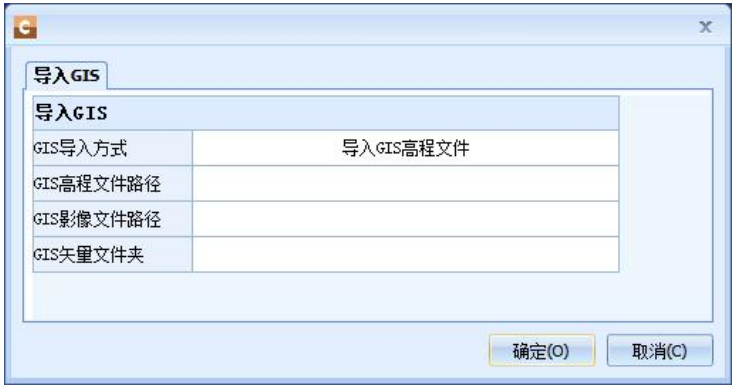 G
导入GIS
导入GIS
GIS导入方式 导入GIS高程文件
GIS高程文件路径
GIS影像文件路径
GIS矢量文件夹
确定(O) 取消(C)